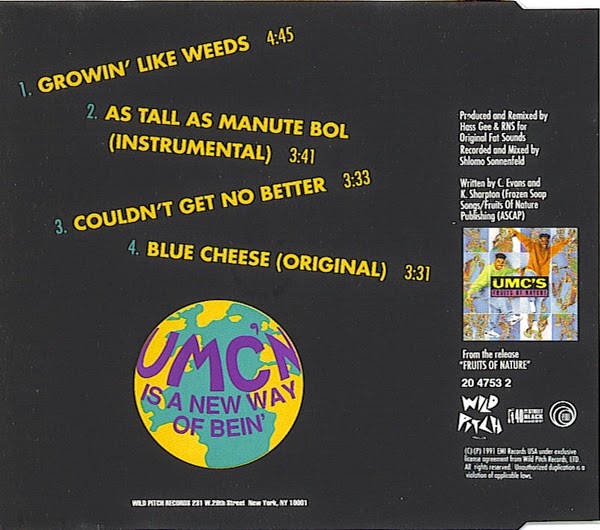 1. GROWIN' LIKE WEEDS 4:45
2. AS TALL AS MANUTE BOL
(INSTRUMENTAL) 3:41
3. COULDN'T GET NO BETTER 3:33
4. BLUE CHEESE (ORIGINAL) 3:31
UMC'N
IS A NEW WAY
OF BEIN'
Produced and Remixed by
Hass Gee & RNS for
Original Fat Sounds
Recorded and Mixed by
Shlomo Sonnenfeld
Written by C. Evans and
K. Sharpton (Frozen Soap
Songs/Fruits Of Nature
Publishing (ASCAP)
UMC'S
FRUITS OF NATURE
From the release
"FRUITS OF NATURE"
20 4753 2
WILD
PITCH
EMI
(C) (P) 1991 EMI Records USA under exclusive
license agreement from Wild Pitch Records, LTD.
All rights reserved. Unauthorized duplication is a
violation of applicable laws.
WILD PITCH RECORDS 231 W.29th Street New York, NY 10001